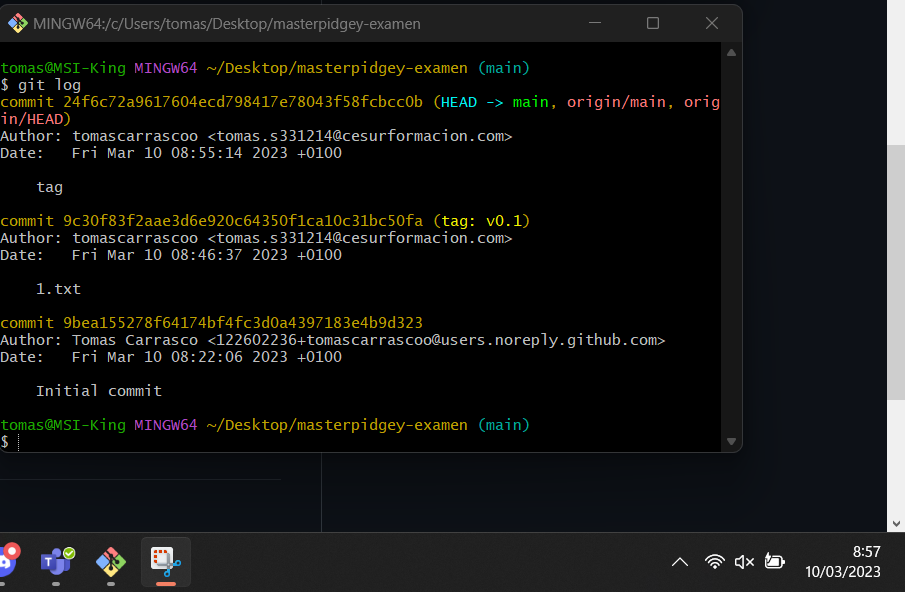 MINGW64:/c/Users/tomas/Desktop/masterpidgey-examen
tomas@MSI-King MINGW64 ~/Desktop/masterpidgey-examen (main)
$ git log
commit 24f6c72a9617604ecd798417e78043f58fcbcc0b (HEAD -> main, origin/main, orig
in/HEAD)
Author: tomascarrascoo <tomas.s331214@cesurformacion.com>
Date:   Fri Mar 10 08:55:14 2023 +0100
    tag
commit 9c30f83f2aae3d6e920c64350f1ca10c31bc50fa (tag: v0.1)
Author: tomascarrascoo <tomas.s331214@cesurformacion.com>
Date:   Fri Mar 10 08:46:37 2023 +0100
    1.txt
commit 9bea155278f64174bf4fc3d0a4397183e4b9d323
Author: Tomas Carrasco <122602236+tomascarrascoo@users.noreply.github.com>
Date:   Fri Mar 10 08:22:06 2023 +0100
    Initial commit
tomas@MSI-King MINGW64 ~/Desktop/masterpidgey-examen (main)
$
T
8:57
10/03/2023